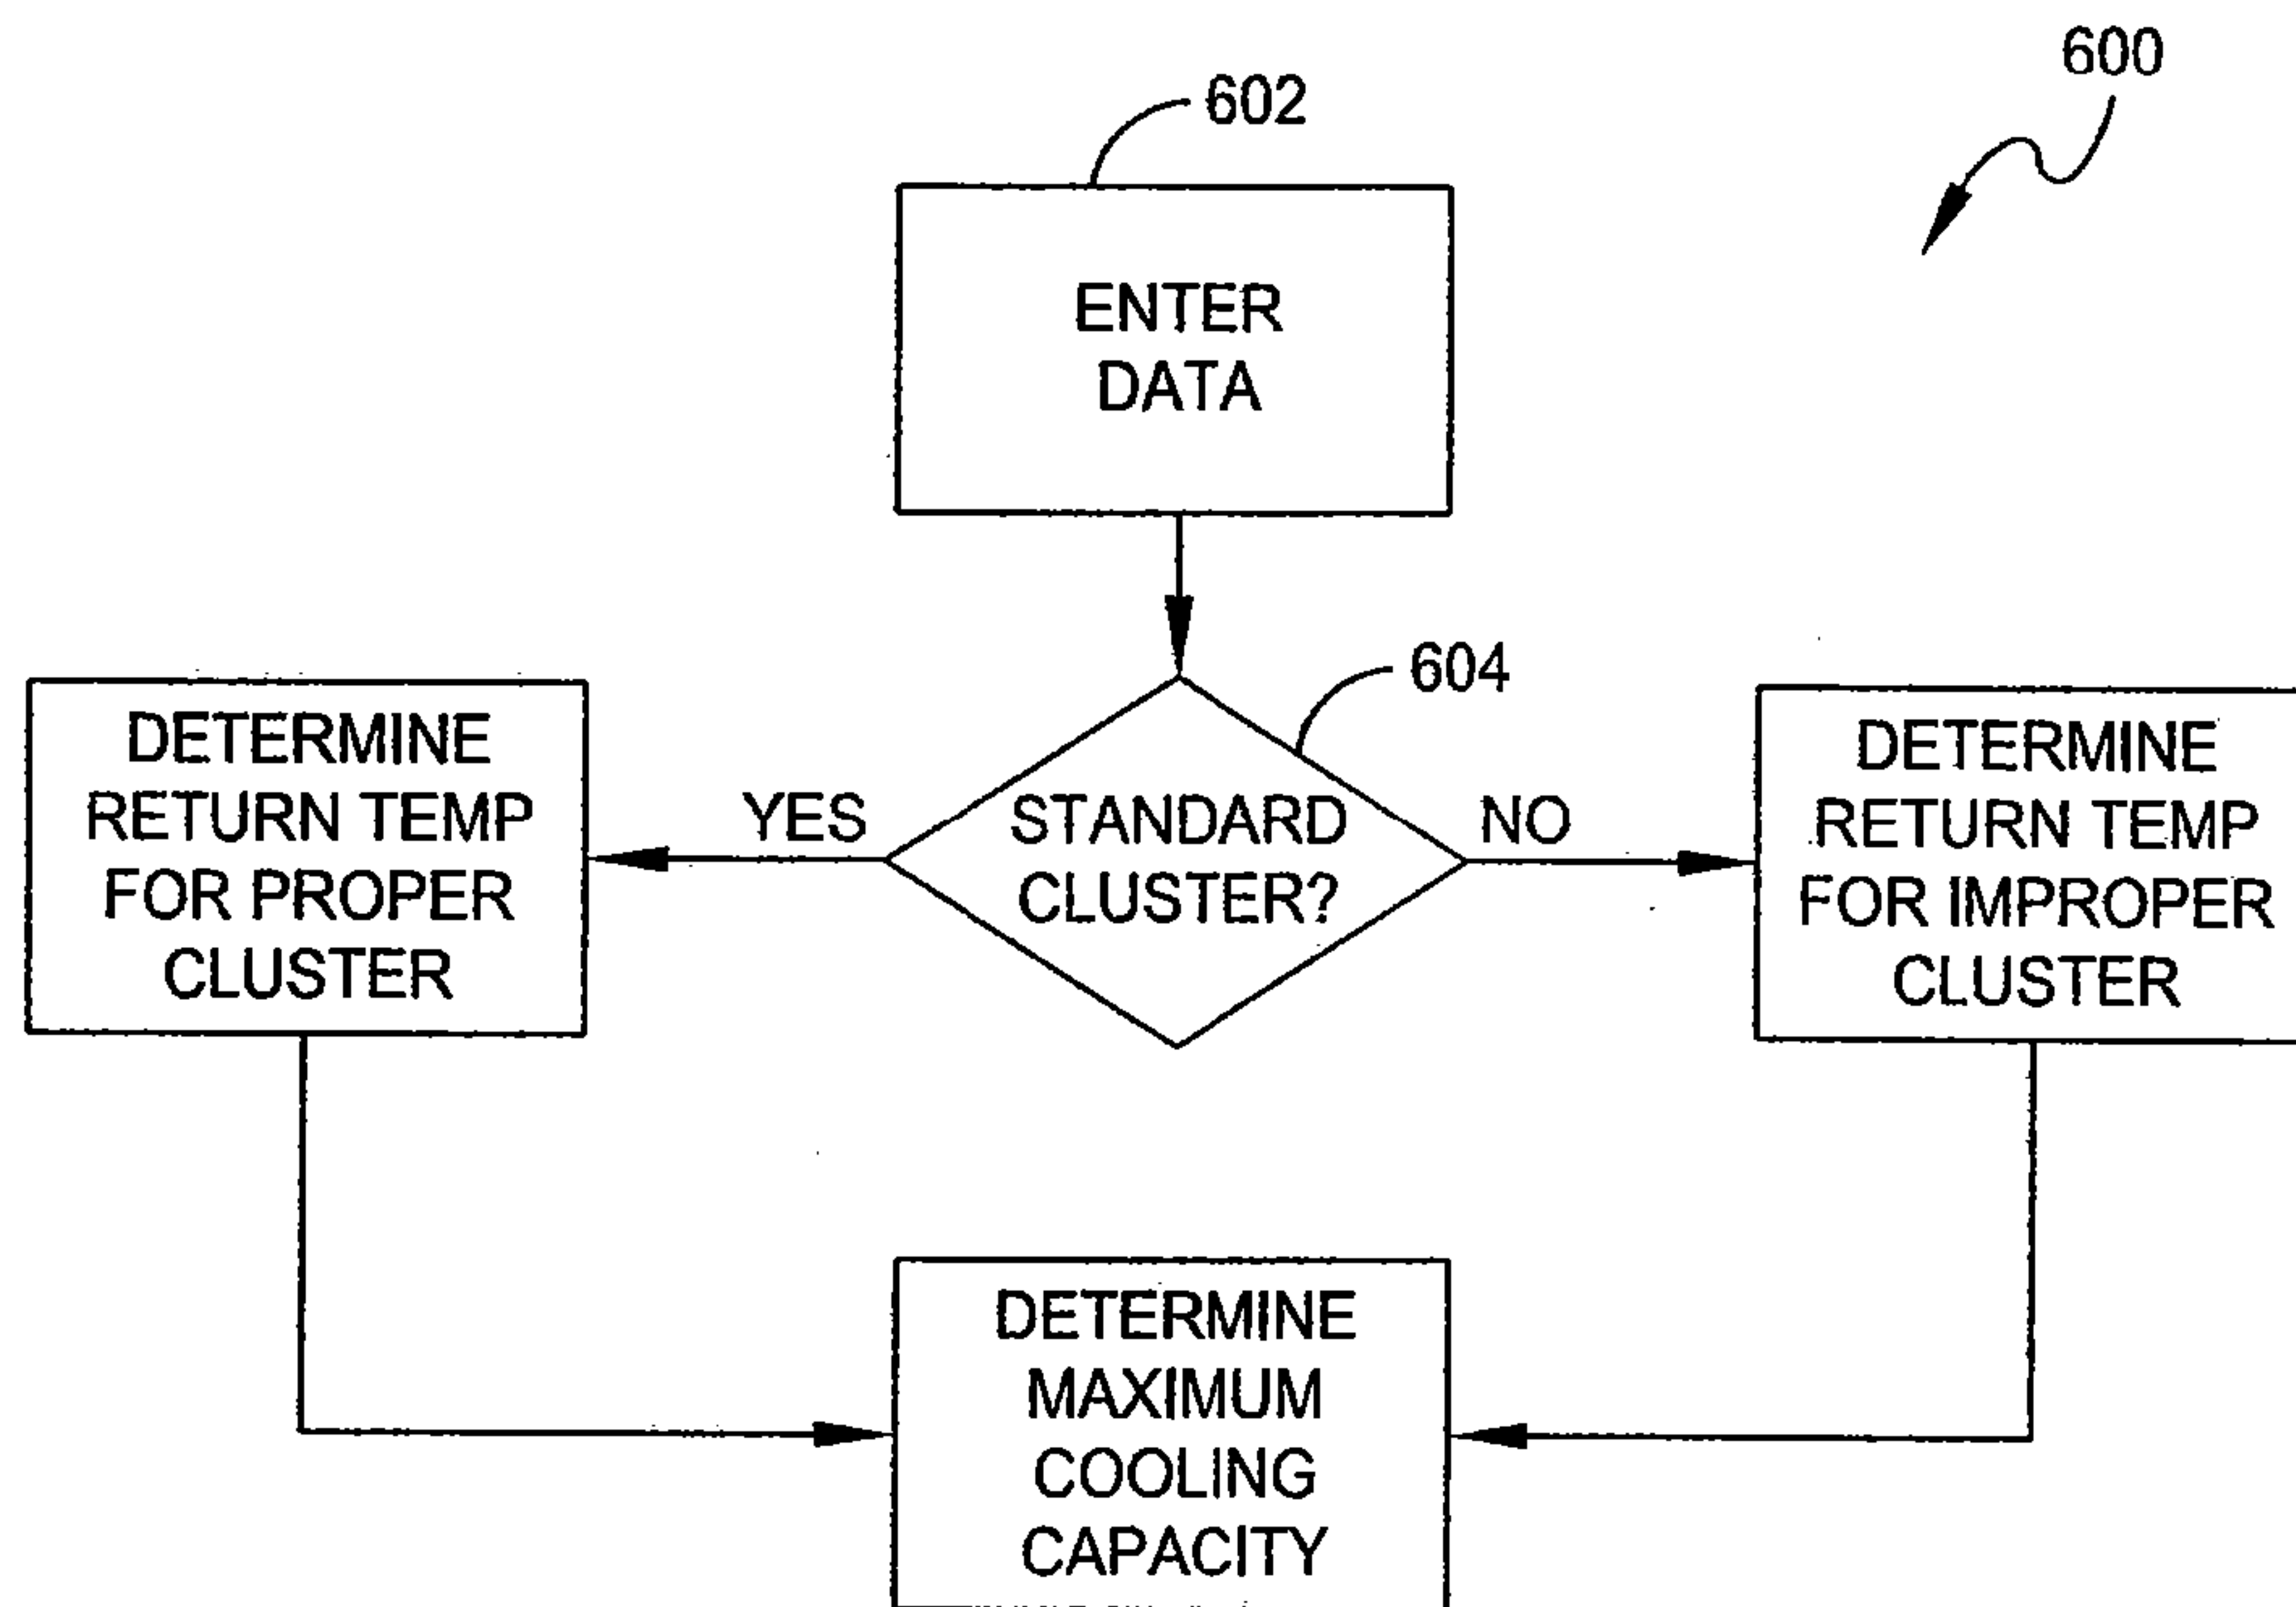 600
602
ENTER
DATA
604
STANDARD
CLUSTER?
YES
NO
DETERMINE
RETURN TEMP
FOR PROPER
CLUSTER
DETERMINE
RETURN TEMP
FOR IMPROPER
CLUSTER
DETERMINE
MAXIMUM
COOLING
CAPACITY